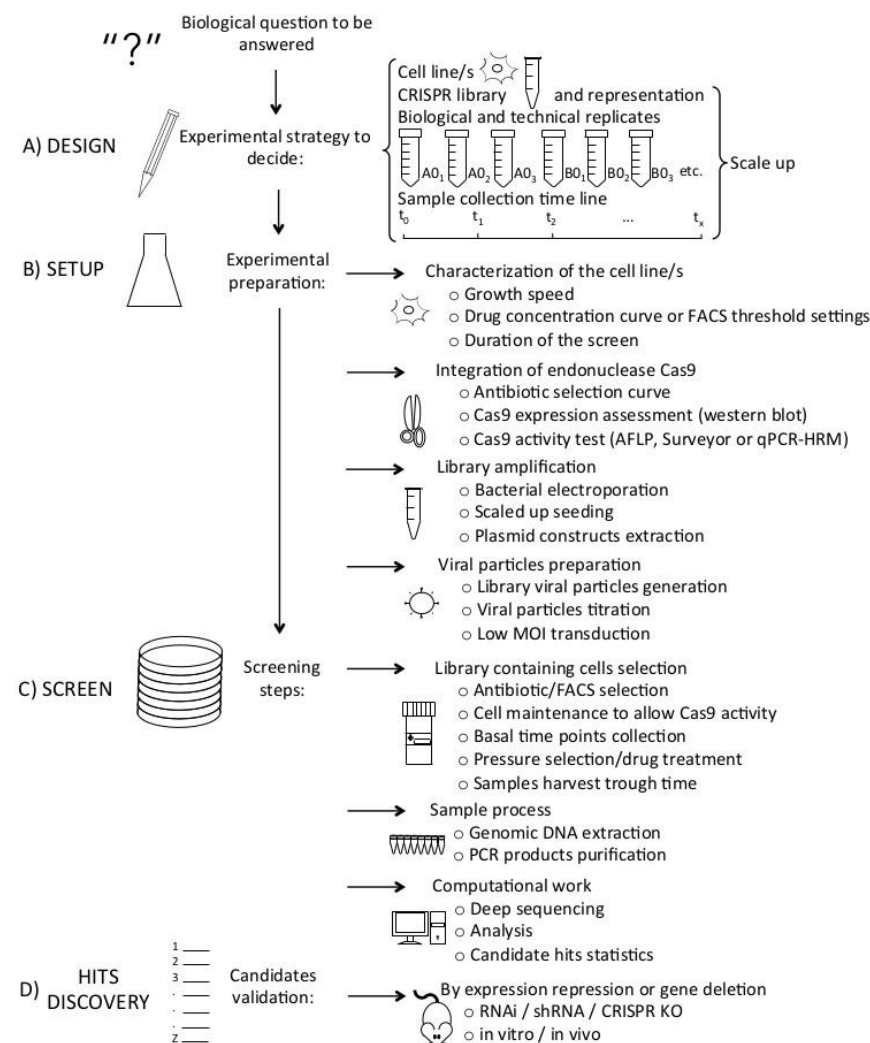 "?"
Biological question to be
answered
A) DESIGN
Experimental strategy to
decide:
Cell line/s
CRISPR library and representation
Biological and technical replicates
A0₁ A0₂ A0₃ B0₁ B0₂ B0₃ etc.
Sample collection time line
t₀ t₁ t₂ ... tₓ
Scale up
B) SETUP
Experimental
preparation:
Characterization of the cell line/s
o Growth speed
o Drug concentration curve or FACS threshold settings
o Duration of the screen
Integration of endonuclease Cas9
o Antibiotic selection curve
o Cas9 expression assessment (western blot)
o Cas9 activity test (AFLP, Surveyor or qPCR-HRM)
Library amplification
o Bacterial electroporation
o Scaled up seeding
o Plasmid constructs extraction
Viral particles preparation
o Library viral particles generation
o Viral particles titration
o Low MOI transduction
C) SCREEN
Screening
steps:
Library containing cells selection
o Antibiotic/FACS selection
o Cell maintenance to allow Cas9 activity
o Basal time points collection
o Pressure selection/drug treatment
o Samples harvest trough time
Sample process
o Genomic DNA extraction
o PCR products purification
Computational work
o Deep sequencing
o Analysis
o Candidate hits statistics
D) HITS
DISCOVERY
1
2
3
.
.
.
Z
Candidates
validation:
By expression repression or gene deletion
o RNAi / shRNA / CRISPR KO
o in vitro / in vivo